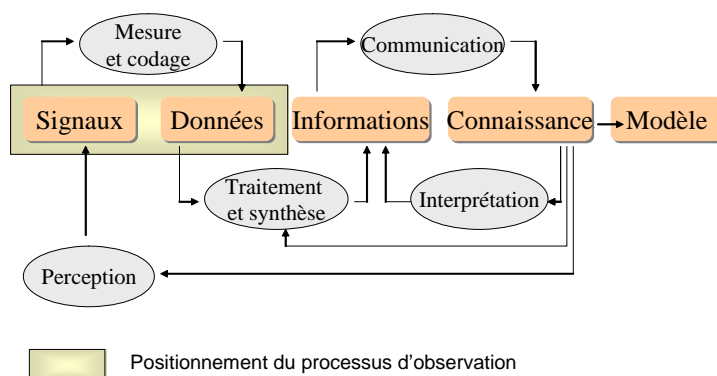 Mesure
et codage
Communication
Signaux
Données
Informations
Connaissance
Modèle
Traitement
et synthèse
Interprétation
Perception
Positionnement du processus d'observation